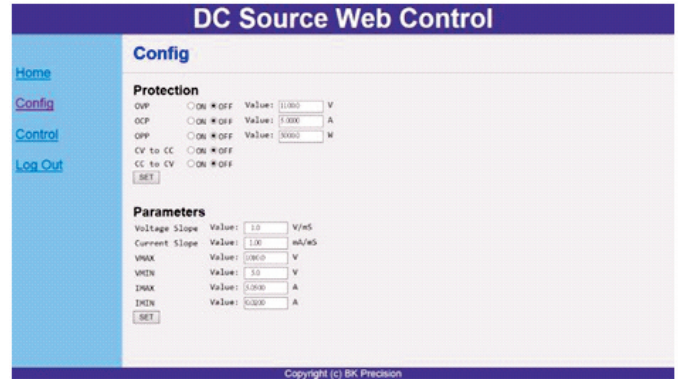 DC Source Web Control
Config
Home
Config
Control
Log Out
Protection
OVP ON OFF Value: V
OCP ON OFF Value: 5.0000 A
OPP ON OFF Value: W
CV to CC ON OFF
CC to CV ON OFF
SET
Parameters
Voltage Slope Value: 1.0 V/mS
Current Slope Value: 1.00 mA/mS
VMAX Value: V
VMIN Value: 5.0 V
IMAX Value: A
IMIN Value: A
SET
Copyright (c) BK Precision